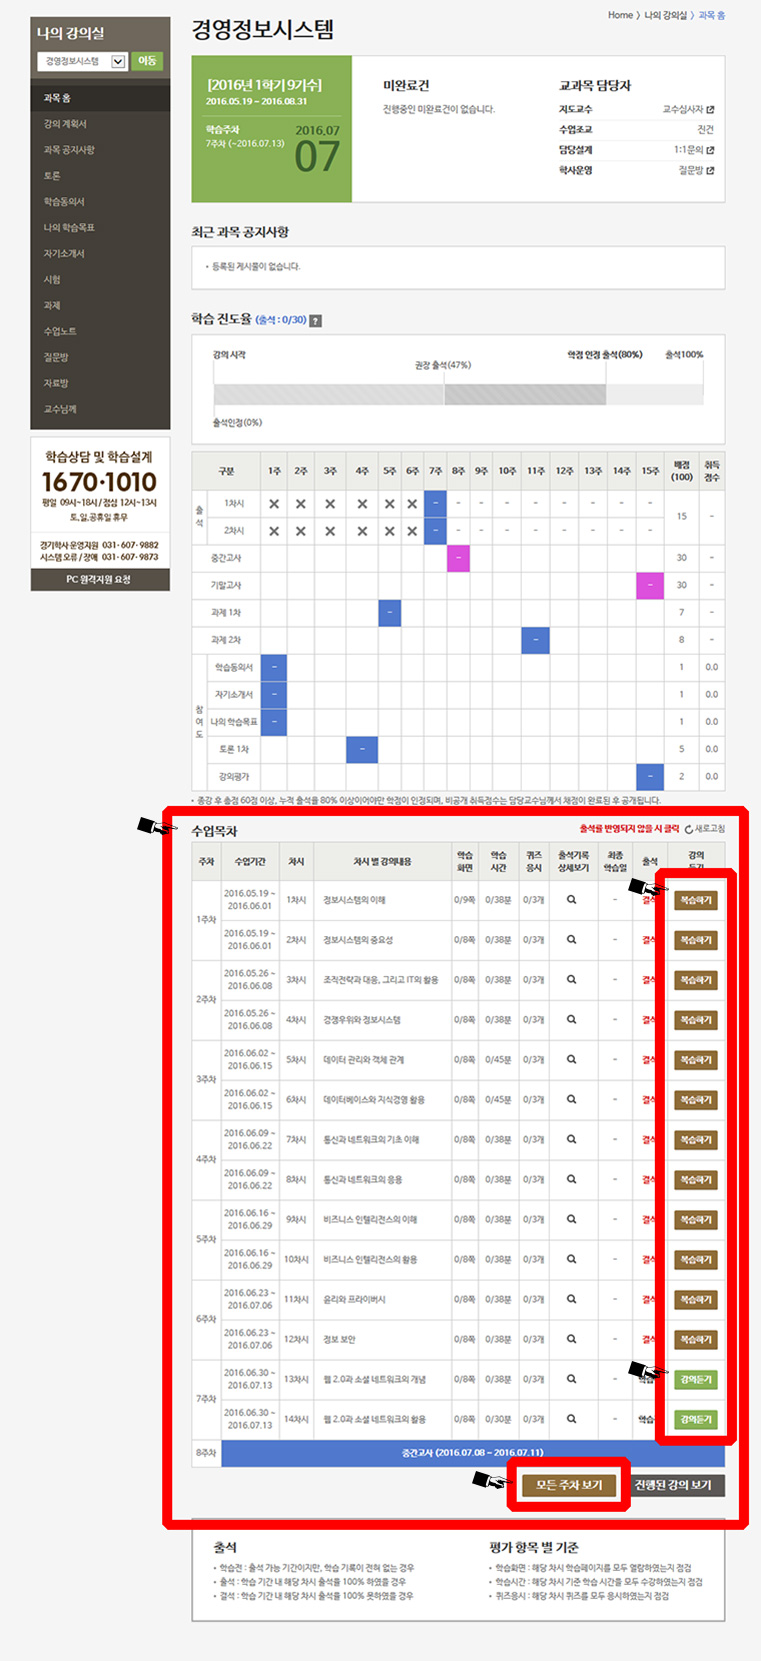 Home 〉 나의 강의실 〉 과목 홈
나의 강의실
경영정보시스템 이동
과목 홈
강의 계획서
과목 공지사항
토론
학습동의서
나의 학습목표
자기소개서
시험
과제
수업노트
질문방
자료방
교수님께
학습상담 및 학습설계
1670·1010
평일 09시~18시 / 점심 12시~13시
토,일,공휴일 휴무
경기학사 운영지원 031·607·9882
시스템 오류 / 장애 031·607·9873
PC 원격지원 요청
경영정보시스템
[2016년 1학기 9기수]
2016.05.19 ~ 2016.08.31
학습주차
7주차 (~2016.07.13)
2016.07
07
미완료건
진행중인 미완료건이 없습니다.
교과목 담당자
지도교수 교수심사자
수업조교 진건
담당설계 1:1문의
학사운영 질문방
최근 과목 공지사항
• 등록된 게시물이 없습니다.
학습 진도율 (출석 : 0/30) ?
강의 시작 권장 출석(47%) 학점 인정 출석(80%) 출석100%
출석인정(0%)
구분 1주 2주 3주 4주 5주 6주 7주 8주 9주 10주 11주 12주 13주 14주 15주 배점 (100) 취득 점수
출석 1차시 ✕ ✕ ✕ ✕ ✕ ✕ - - - - - - - - - 15 -
2차시 ✕ ✕ ✕ ✕ ✕ ✕ - - - - - - - - -
중간고사 - 30 -
기말고사 - 30 -
과제 1차 - 7 -
과제 2차 - 8 -
참여도 학습동의서 - 1 0.0
자기소개서 - 1 0.0
나의 학습목표 - 1 0.0
토론 1차 - 5 0.0
강의평가 - 2 0.0
• 종강 후 총점 60점 이상, 누적 출석률 80% 이상이어야만 학점이 인정되며, 비공개 취득점수는 담당교수님께서 채점이 완료된 후 공개됩니다.
수업목차
출석률 반영되지 않을 시 클릭 새로고침
주차 수업기간 차시 차시 별 강의내용 학습 화면 학습 시간 퀴즈 응시 출석기록 상세보기 최종 학습일 출석 강의 듣기
1주차 2016.05.19 ~ 2016.06.01 1차시 정보시스템의 이해 0/9쪽 0/38분 0/3개 - 결석 복습하기
2016.05.19 ~ 2016.06.01 2차시 정보시스템의 중요성 0/8쪽 0/38분 0/3개 - 결석 복습하기
2주차 2016.05.26 ~ 2016.06.08 3차시 조직전략과 대응, 그리고 IT의 활용 0/8쪽 0/38분 0/3개 - 결석 복습하기
2016.05.26 ~ 2016.06.08 4차시 경쟁우위와 정보시스템 0/8쪽 0/38분 0/3개 - 결석 복습하기
3주차 2016.06.02 ~ 2016.06.15 5차시 데이터 관리와 객체 관계 0/8쪽 0/45분 0/3개 - 결석 복습하기
2016.06.02 ~ 2016.06.15 6차시 데이터베이스와 지식경영 활용 0/8쪽 0/45분 0/3개 - 결석 복습하기
4주차 2016.06.09 ~ 2016.06.22 7차시 통신과 네트워크의 기초 이해 0/8쪽 0/38분 0/3개 - 결석 복습하기
2016.06.09 ~ 2016.06.22 8차시 통신과 네트워크의 응용 0/8쪽 0/38분 0/3개 - 결석 복습하기
5주차 2016.06.16 ~ 2016.06.29 9차시 비즈니스 인텔리전스의 이해 0/8쪽 0/38분 0/3개 - 결석 복습하기
2016.06.16 ~ 2016.06.29 10차시 비즈니스 인텔리전스의 활용 0/8쪽 0/38분 0/3개 - 결석 복습하기
6주차 2016.06.23 ~ 2016.07.06 11차시 윤리와 프라이버시 0/8쪽 0/38분 0/3개 - 결석 복습하기
2016.06.23 ~ 2016.07.06 12차시 정보 보안 0/8쪽 0/38분 0/3개 - 결석 복습하기
7주차 2016.06.30 ~ 2016.07.13 13차시 웹 2.0과 소셜 네트워크의 개념 0/8쪽 0/38분 0/3개 - 학습 강의듣기
2016.06.30 ~ 2016.07.13 14차시 웹 2.0과 소셜 네트워크의 활용 0/8쪽 0/30분 0/3개 - 학습 강의듣기
8주차 중간고사 (2016.07.08 ~ 2016.07.11)
모든 주차 보기 진행된 강의 보기
출석
• 학습전 : 출석 가능 기간이지만, 학습 기록이 전혀 없는 경우
• 출석 : 학습 기간 내 해당 차시 출석률 100% 하였을 경우
• 결석 : 학습 기간 내 해당 차시 출석률 100% 못하였을 경우
평가 항목 별 기준
• 학습화면 : 해당 차시 학습페이지를 모두 열람하였는지 점검
• 학습시간 : 해당 차시 기준 학습 시간을 모두 수강하였는지 점검
• 퀴즈응시 : 해당 차시 퀴즈를 모두 응시하였는지 점검